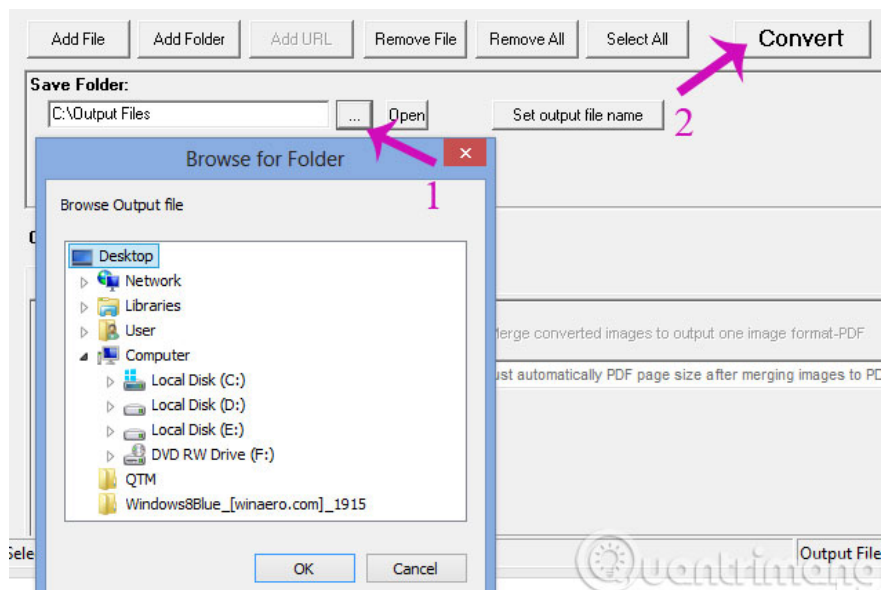 Add File Add Folder Add URL Remove File Remove All Select All Convert
Save Folder:
C:\Output Files ... Open Set output file name 2
Browse for Folder
1
Browse Output file
Desktop
Network
Libraries
User
Computer
Local Disk (C:)
Local Disk (D:)
Local Disk (E:)
DVD RW Drive (F:)
QTM
Windows8Blue_[winaero.com]_1915
OK Cancel
Merge converted images to output one image format-PDF
automatically PDF page size after merging images to
Output File
Quantrimang